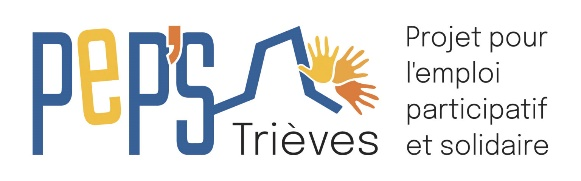 PEP'S
Trièves
Projet pour
l'emploi
participatif
et solidaire